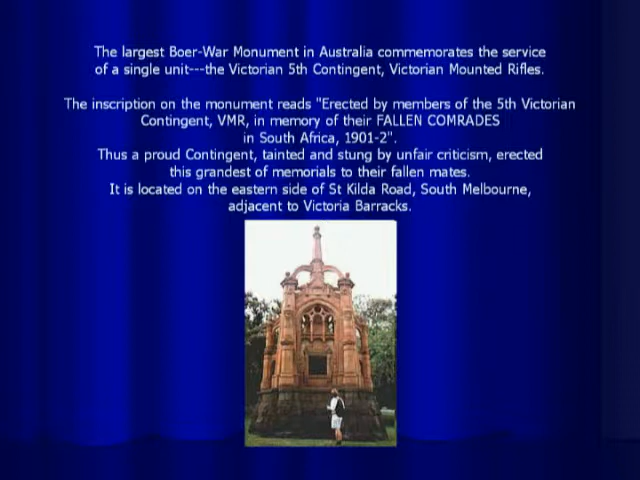 The largest Boer-War Monument in Australia commemorates the service
of a single unit---the Victorian 5th Contingent, Victorian Mounted Rifles.
The inscription on the monument reads "Erected by members of the 5th Victorian
Contingent, VMR, in memory of their FALLEN COMRADES
in South Africa, 1901-2".
Thus a proud Contingent, tainted and stung by unfair criticism, erected
this grandest of memorials to their fallen mates.
It is located on the eastern side of St Kilda Road, South Melbourne,
adjacent to Victoria Barracks.